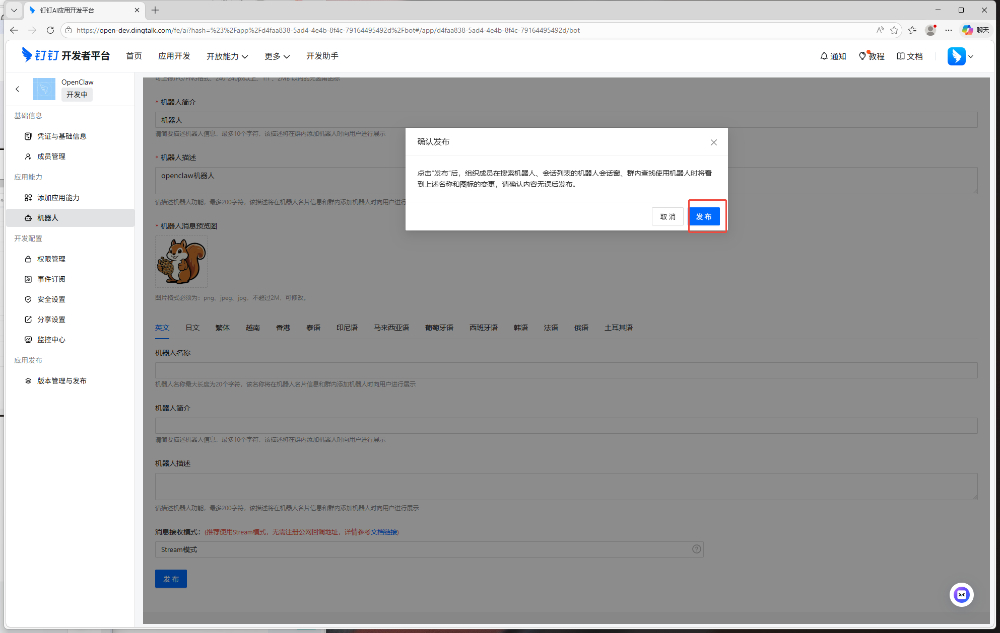 钉钉AI应用开发平台
https://open-dev.dingtalk.com/fe/ai?hash=%23%2Fapp%2Fd4faa838-5ad4-4e4b-8f4c-79164495492d%2Fbot#/app/d4faa838-5ad4-4e4b-8f4c-79164495492d/bot
聊天
钉钉 开发者平台
首页
应用开发
开放能力
更多
开发助手
通知
教程
文档
OpenClaw
开发中
基础信息
凭证与基础信息
成员管理
应用能力
添加应用能力
机器人
开发配置
权限管理
事件订阅
安全设置
分享设置
监控中心
应用发布
版本管理与发布
可上传JPG/PNG格式、240*240px以上、1:1、2MB 以内的无圆角图标
* 机器人简介
机器人
请简要描述机器人信息，最多10个字符，该描述将在群内添加机器人时向用户进行展示
* 机器人描述
openclaw机器人
请描述机器人功能，最多200字符，该描述将在机器人名片信息和群内添加机器人时向用户进行
* 机器人消息预览图
图片格式必须为：png、jpeg、jpg，不超过2M，可修改。
英文 日文 繁体 越南 香港 泰语 印尼语 马来西亚语 葡萄牙语 西班牙语 韩语 法语 俄语 土耳其语
机器人名称
机器人名称最大长度为20个字符，该名称将在机器人名片信息和群内添加机器人时向用户进行展示
机器人简介
请简要描述机器人信息，最多10个字符，该描述将在群内添加机器人时向用户进行展示
机器人描述
请描述机器人功能，最多200字符，该描述将在机器人名片信息和群内添加机器人时向用户进行展示
消息接收模式：(推荐使用Stream模式，无需注册公网回调地址，详情参考文档链接)
Stream模式
发布
确认发布
点击“发布”后，组织成员在搜索机器人、会话列表的机器人会话窗、群内查找使用机器人时将看
到上述名称和图标的变更，请确认内容无误后发布。
取消
发布